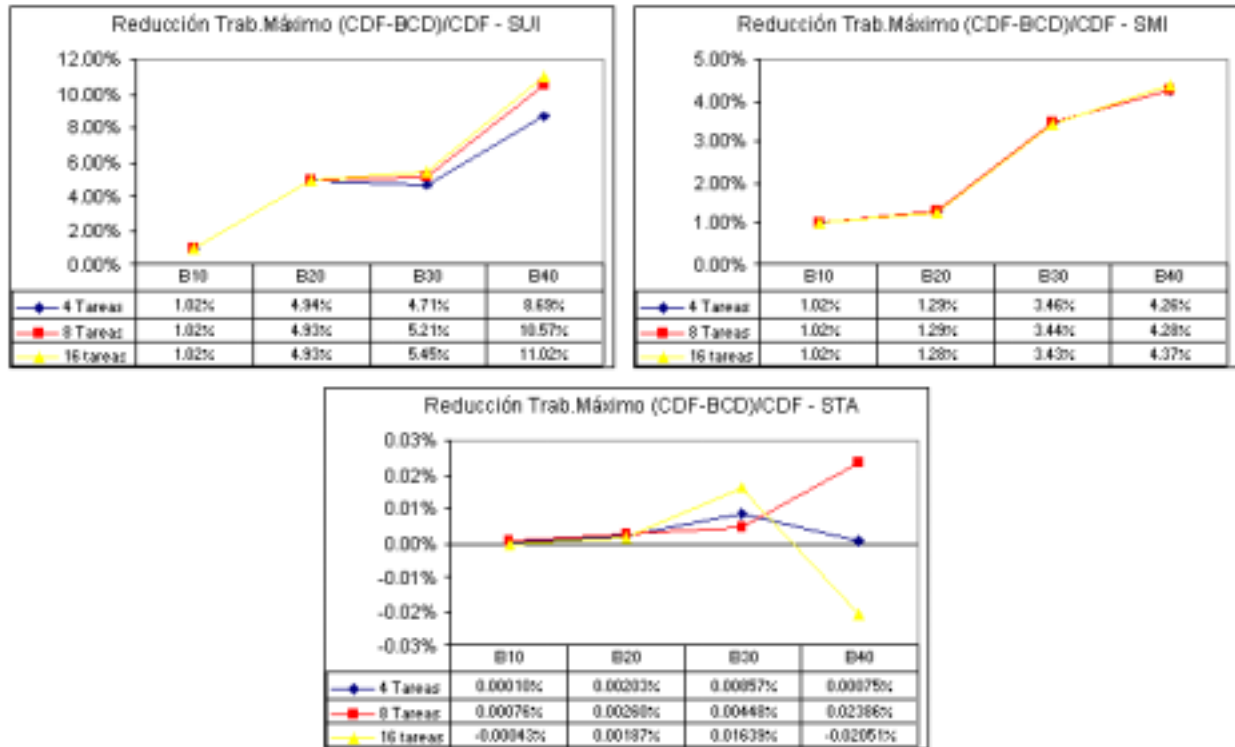 Reducción Trab.Máximo (CDF-BCD)/CDF - SUI
12.00%
10.00%
8.00%
6.00%
4.00%
2.00%
0.00%
B10 B20 B30 B40
4 Tareas 1.02% 4.94% 4.71% 8.69%
8 Tareas 1.02% 4.93% 5.21% 10.57%
16 tareas 1.02% 4.93% 5.45% 11.02%
Reducción Trab.Máximo (CDF-BCD)/CDF - SMI
5.00%
4.00%
3.00%
2.00%
1.00%
0.00%
B10 B20 B30 B40
4 Tareas 1.02% 1.29% 3.46% 4.26%
8 Tareas 1.02% 1.29% 3.44% 4.28%
16 tareas 1.02% 1.28% 3.43% 4.37%
Reducción Trab.Máximo (CDF-BCD)/CDF - STA
0.03%
0.02%
0.01%
0.00%
-0.01%
-0.02%
-0.03%
B10 B20 B30 B40
4 Tareas 0.00010% 0.00203% 0.00857% 0.00075%
8 Tareas 0.00076% 0.00260% 0.00448% 0.02386%
16 tareas -0.00043% 0.00187% 0.01639% -0.02051%